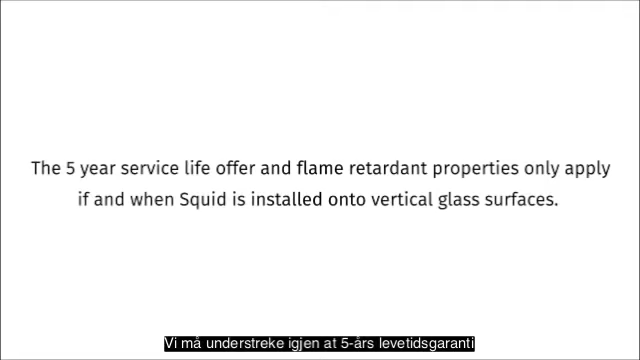 The 5 year service life offer and flame retardant properties only apply
if and when Squid is installed onto vertical glass surfaces.
Vi må understreke igjen at 5-års levetidsgaranti